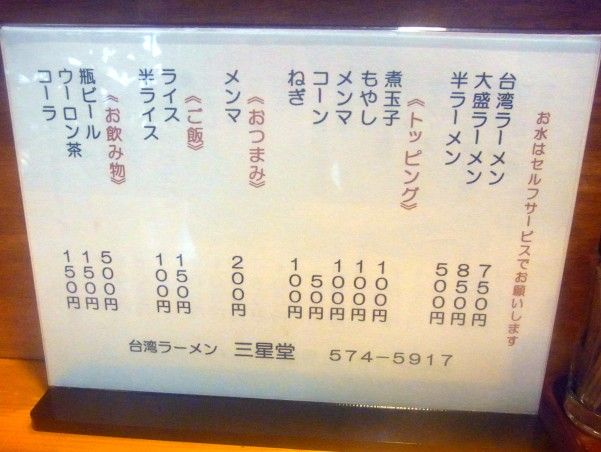 お水はセルフサービスでお願いします
台湾ラーメン 750円
大盛ラーメン 850円
半ラーメン 500円
《トッピング》
煮玉子 100円
もやし 100円
メンマ 100円
コーン 50円
ねぎ 100円
《おつまみ》
メンマ 200円
《ご飯》
ライス 150円
半ライス 100円
《お飲み物》
瓶ビール 500円
ウーロン茶 150円
コーラ 150円
台湾ラーメン 三星堂 574-5917